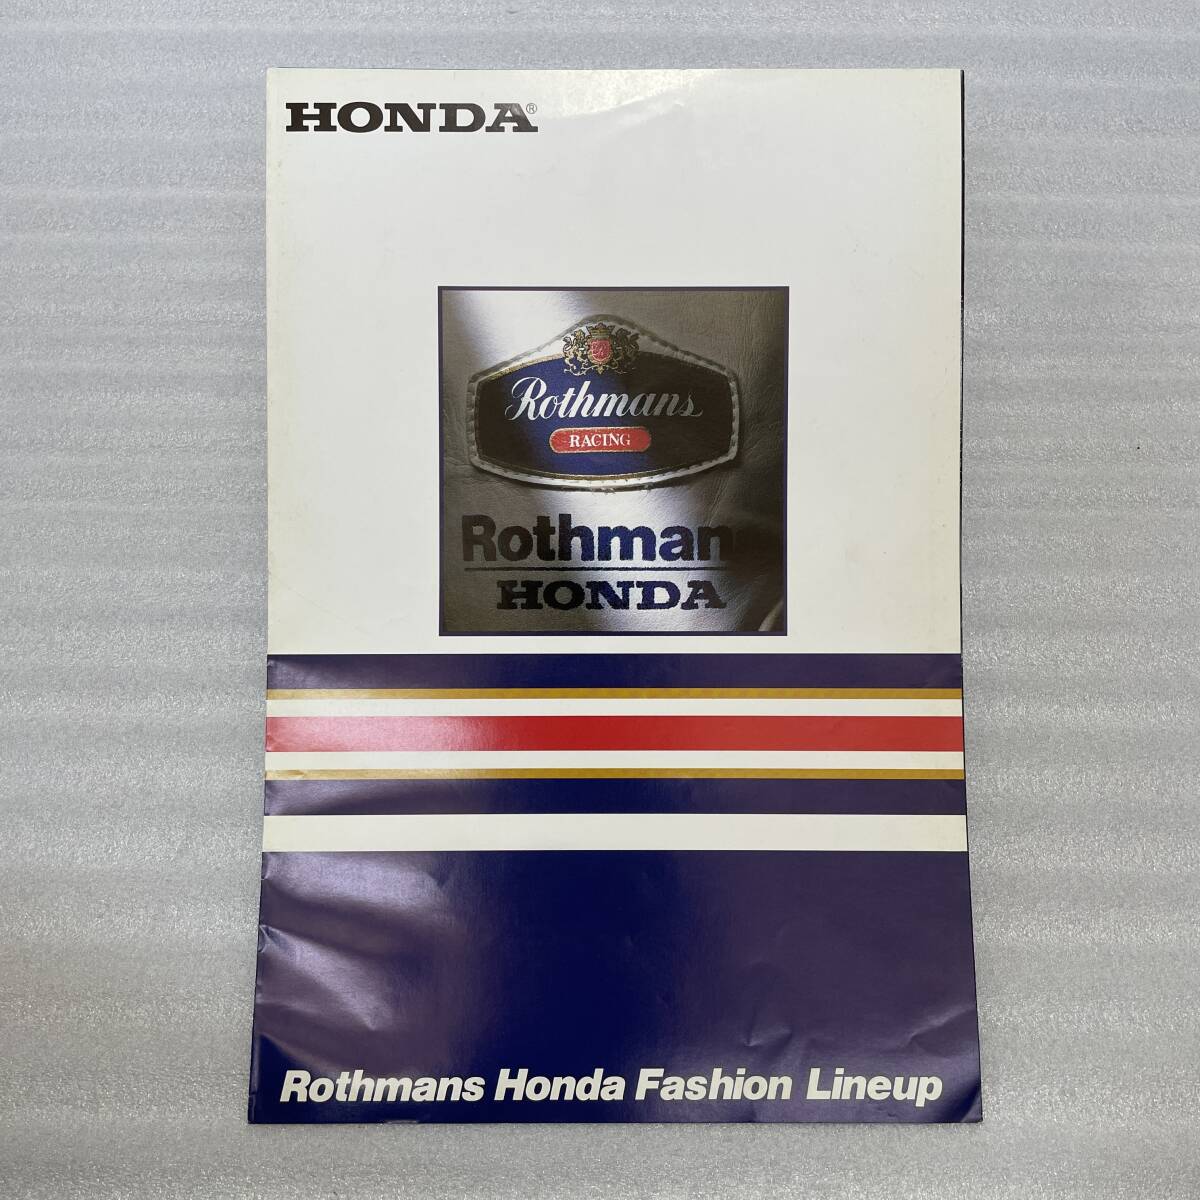 HONDA®
Rothmans
RACING
Rothmans
HONDA
Rothmans Honda Fashion Lineup